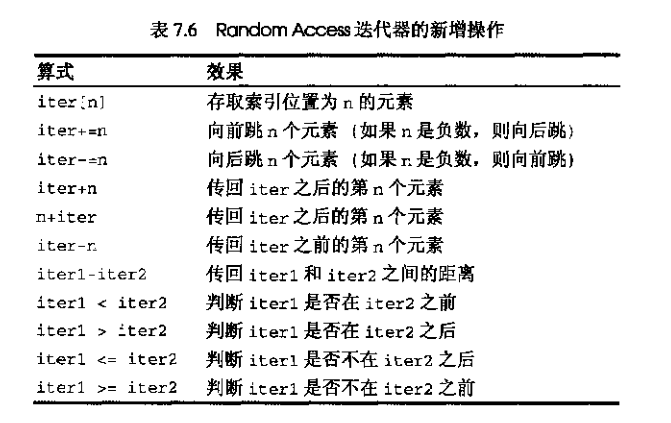 表 7.6 Random Access 迭代器的新增操作
算式 效果
iter[n] 存取索引位置为 n 的元素
iter+=n 向前跳 n 个元素（如果 n 是负数，则向后跳）
iter-=n 向后跳 n 个元素（如果 n 是负数，则向前跳）
iter+n 传回 iter 之后的第 n 个元素
n+iter 传回 iter 之后的第 n 个元素
iter-n 传回 iter 之前的第 n 个元素
iter1-iter2 传回 iter1 和 iter2 之间的距离
iter1 < iter2 判断 iter1 是否在 iter2 之前
iter1 > iter2 判断 iter1 是否在 iter2 之后
iter1 <= iter2 判断 iter1 是否不在 iter2 之后
iter1 >= iter2 判断 iter1 是否不在 iter2 之前